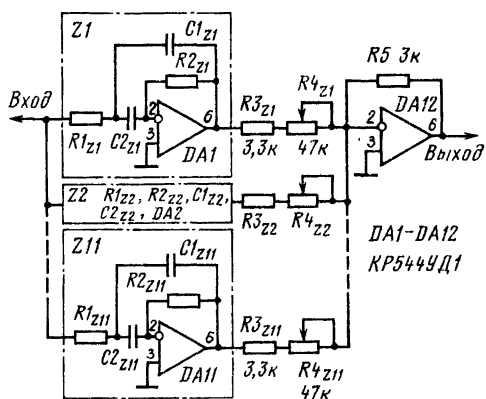 Z1
C1Z1
R2Z1
Вход
R1Z1
C2Z1
2
3
6
DA1
R3Z1
3,3к
R4Z1
47к
R5 3к
2
3
DA12
6
Выход
Z2 R1Z2, R2Z2, C1Z2,
C2Z2, DA2
R3Z2
R4Z2
Z11
C1Z11
R2Z11
R1Z11
C2Z11
2
3
6
DA11
R3Z11
3,3к
R4Z11
47к
DA1-DA12
КР544УД1